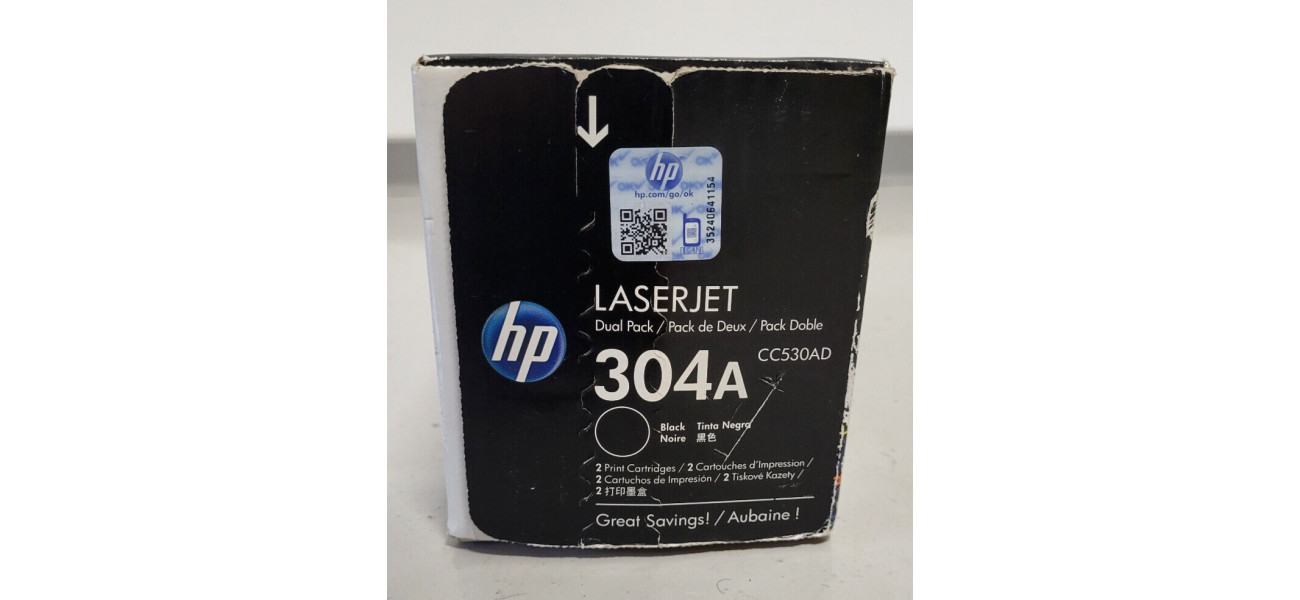 hp
hp.com/go/ok
35240641154
hp
LASERJET
Dual Pack / Pack de Deux / Pack Doble
304A CC530AD
Black Tinta Negra
Noire 黑色
2 Print Cartridges / 2 Cartouches d'Impression /
2 Cartuchos de Impresión / 2 Tiskové Kazety /
2 打印墨盒
Great Savings! / Aubaine !